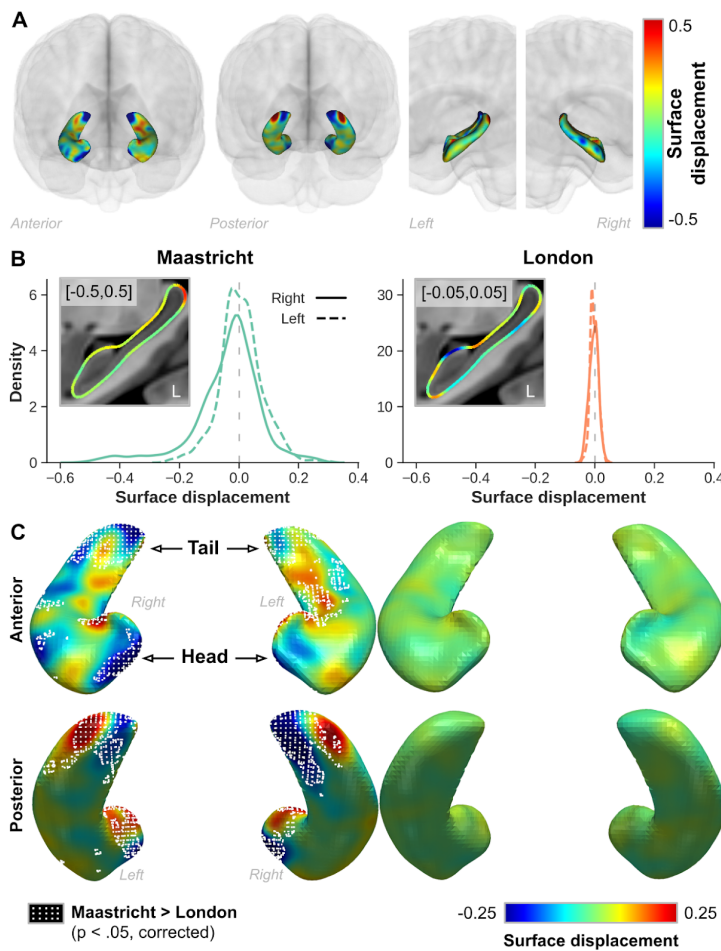 A
Anterior
Posterior
Left
Right
0.5
Surface
displacement
-0.5
B
Maastricht
London
[-0.5,0.5]
L
Right
Left
Density
6
4
2
0
−0.6 −0.4 −0.2 0.0 0.2 0.4
Surface displacement
[-0.05,0.05]
L
30
20
10
0
−0.6 −0.4 −0.2 0.0 0.2 0.4
Surface displacement
C
Anterior
Tail
Right
Left
Head
Posterior
Left
Right
Maastricht > London
(p < .05, corrected)
-0.25
0.25
Surface displacement